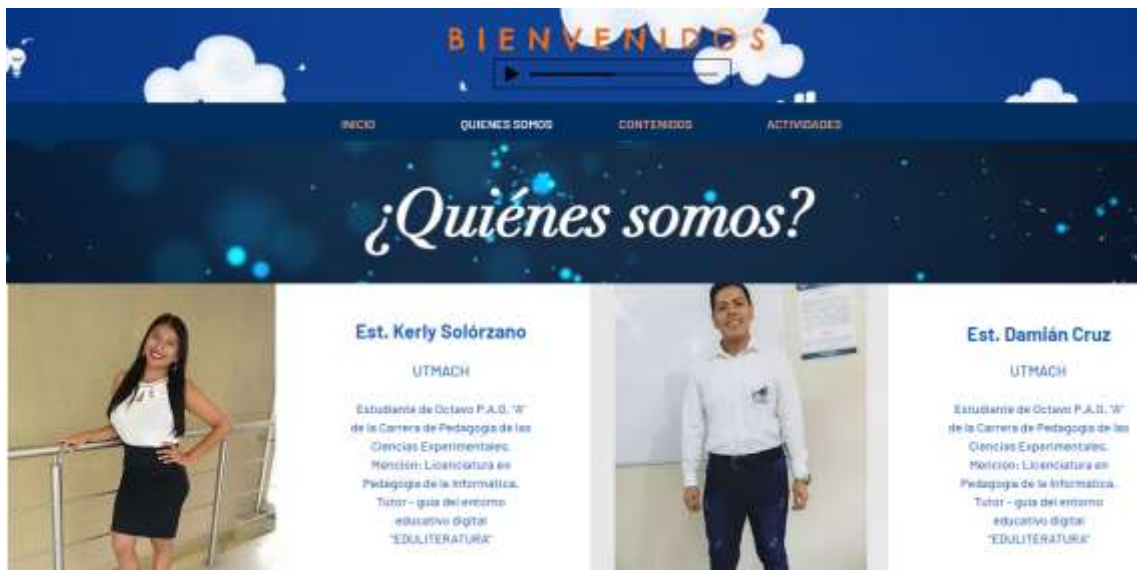 BIENVENIDOS
INICIO
QUIENES SOMOS
CONTENIDOS
ACTIVIDADES
¿Quiénes somos?
Est. Kerly Solórzano
UTMACH
Estudiante de Octavo P.A.O. "A"
de la Carrera de Pedagogía de las
Ciencias Experimentales.
Mención: Licenciatura en
Pedagogía de la Informática.
Tutor - guía del entorno
educativo digital
"EDULITERATURA"
Est. Damián Cruz
UTMACH
Estudiante de Octavo P.A.O. "A"
de la Carrera de Pedagogía de las
Ciencias Experimentales.
Mención: Licenciatura en
Pedagogía de la Informática.
Tutor - guía del entorno
educativo digital
"EDULITERATURA"